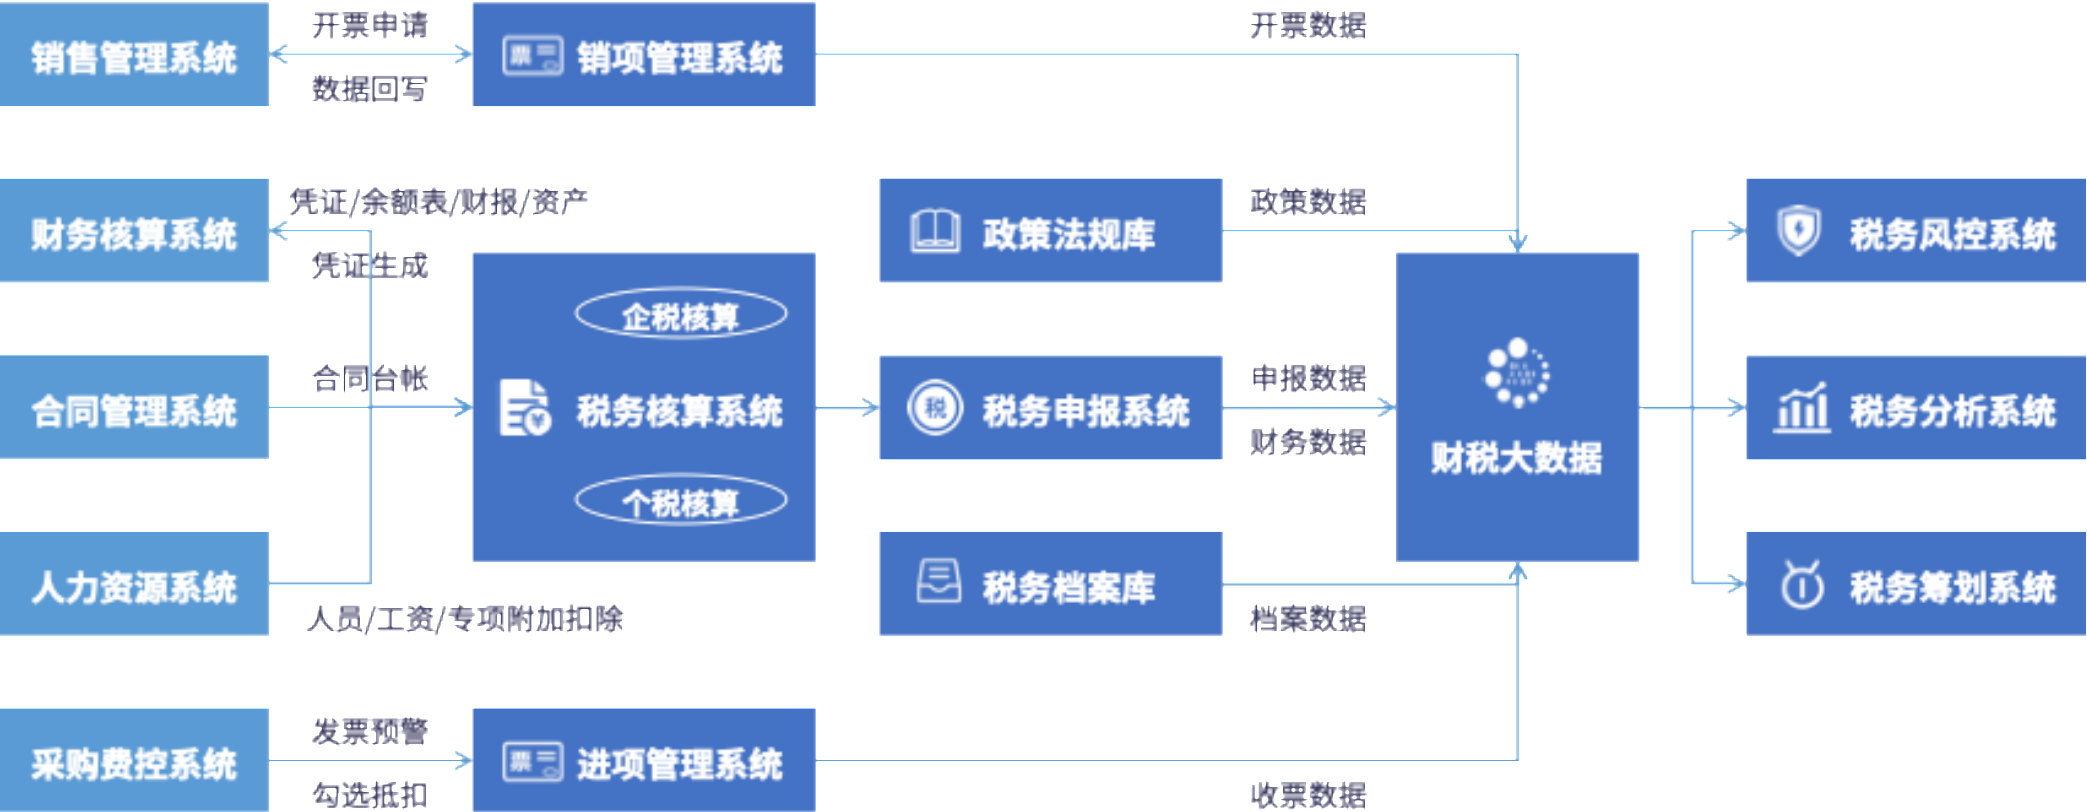 开票申请
开票数据
销售管理系统
票
销项管理系统
数据回写
凭证/余额表/财报/资产
政策数据
财务核算系统
政策法规库
税务风控系统
凭证生成
企税核算
合同台帐
申报数据
合同管理系统
¥
税务核算系统
税
税务申报系统
税务分析系统
财务数据
财税大数据
个税核算
人力资源系统
税务档案库
税务筹划系统
人员/工资/专项附加扣除
档案数据
发票预警
采购费控系统
票
进项管理系统
勾选抵扣
收票数据